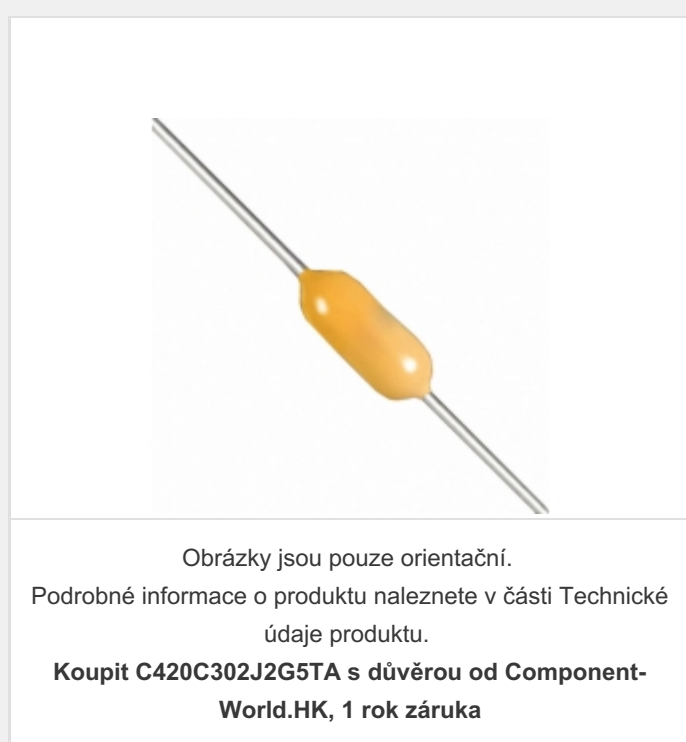 Obrázky jsou pouze orientační.
Podrobné informace o produktu naleznete v části Technické
údaje produktu.
Koupit C420C302J2G5TA s důvěrou od Component-
World.HK, 1 rok záruka